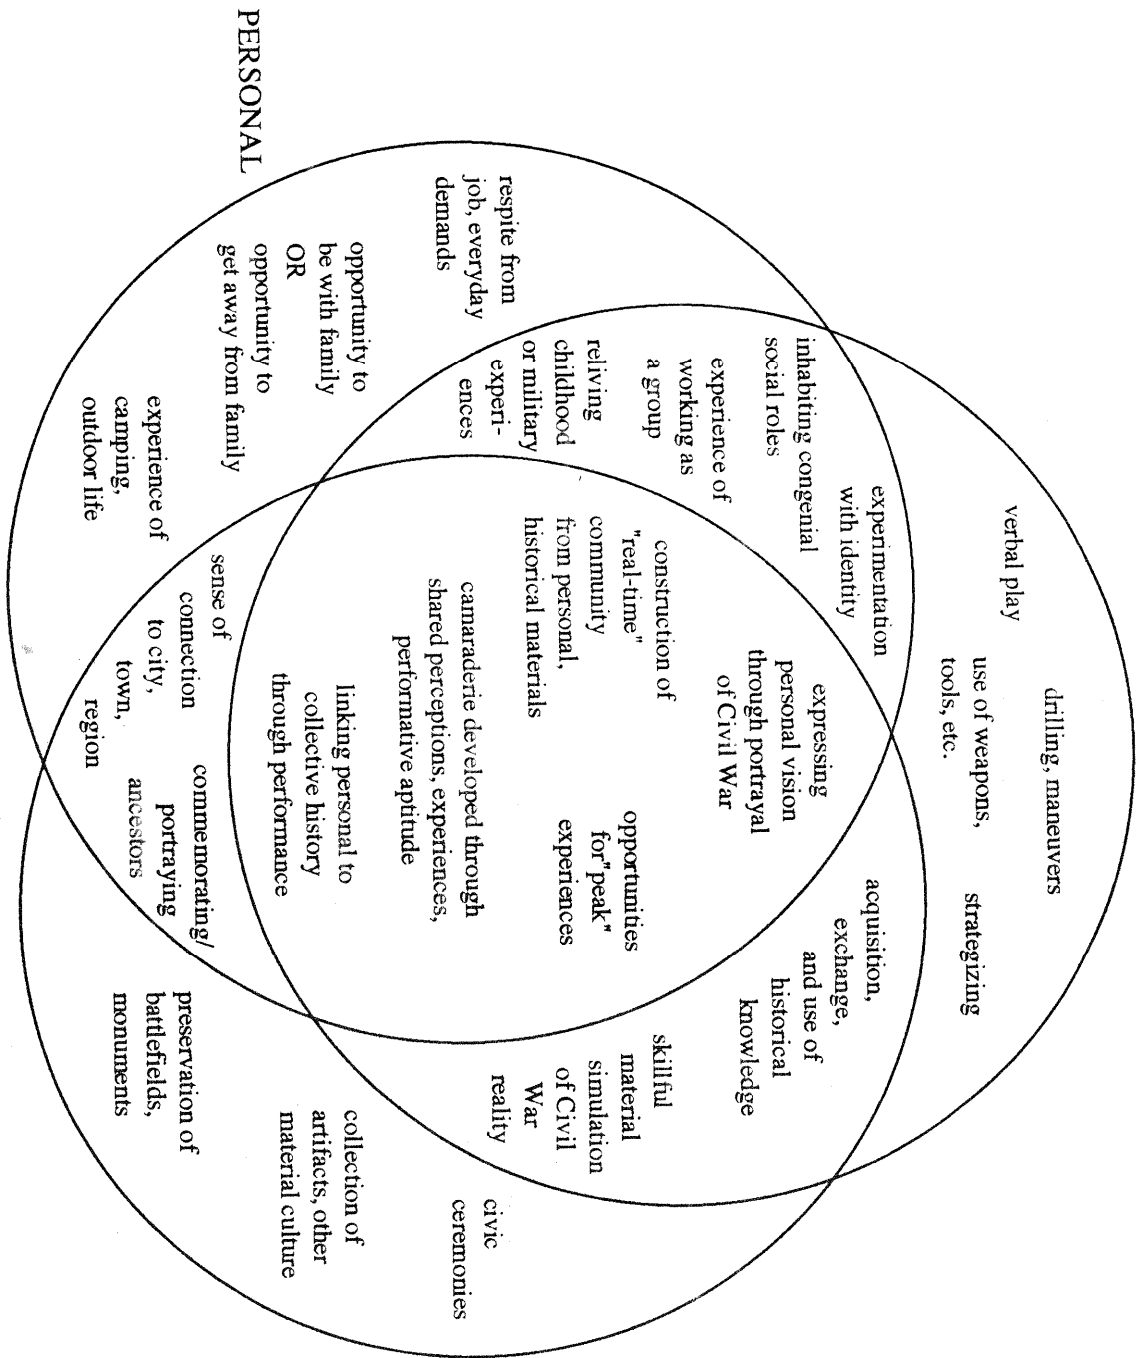 PERSONAL
verbal play
drilling, maneuvers
use of weapons,
tools, etc.
strategizing
experimentation
with identity
inhabiting congenial
social roles
experience of
working as
a group
reliving
childhood
or military
experi-
ences
respite from
job, everyday
demands
opportunity to
be with family
OR
opportunity to
get away from family
experience of
camping,
outdoor life
expressing
personal vision
through portrayal
of Civil War
construction of
"real-time"
community
from personal,
historical materials
opportunities
for "peak"
experiences
camaraderie developed through
shared perceptions, experiences,
performative aptitude
linking personal to
collective history
through performance
acquisition,
exchange,
and use of
historical
knowledge
skillful
material
simulation
of Civil
War
reality
sense of
connection
to city,
town,
region
commemorating/
portraying
ancestors
civic
ceremonies
collection of
artifacts, other
material culture
preservation of
battlefields,
monuments